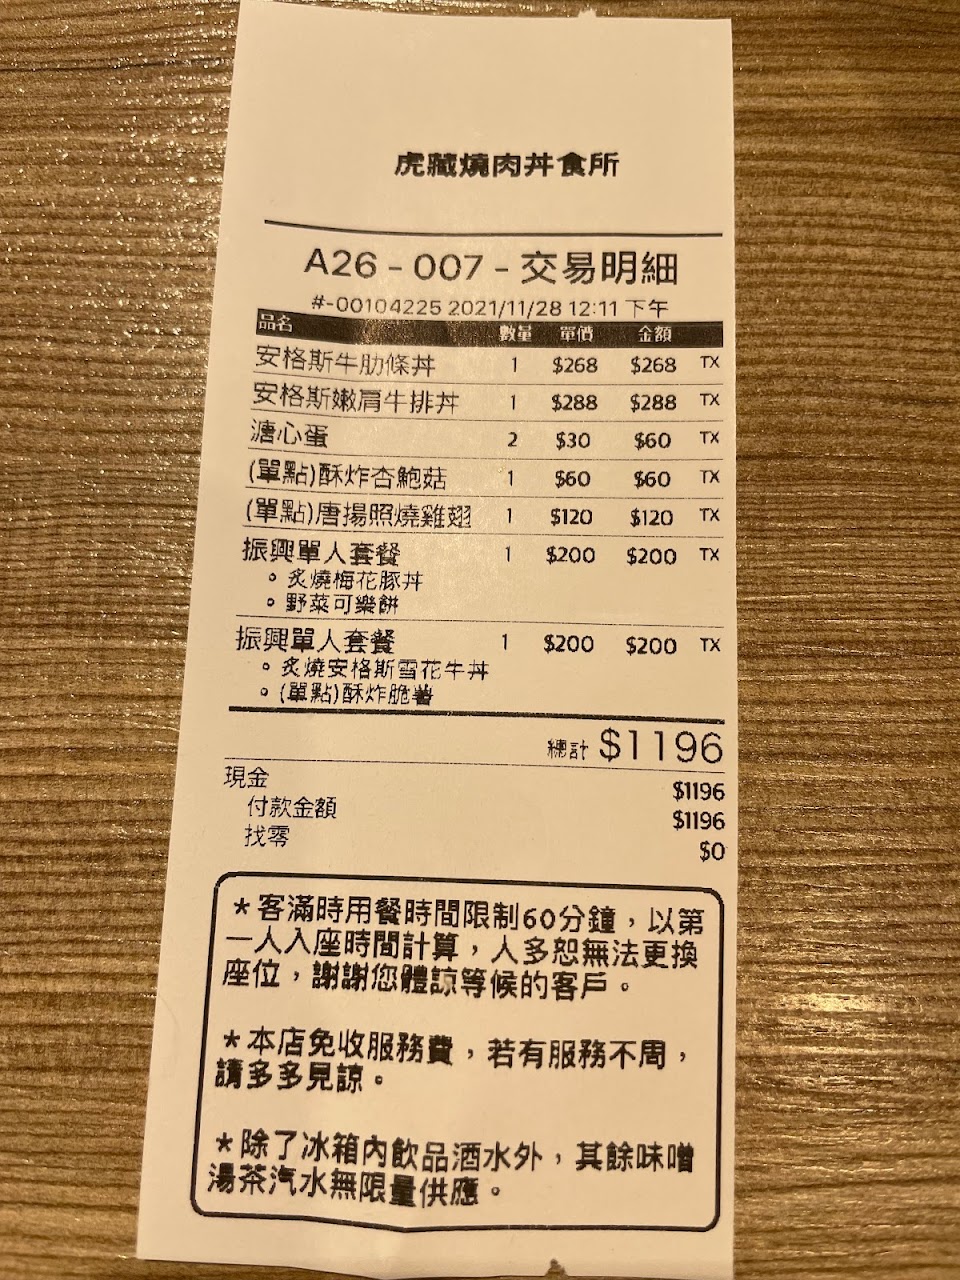 虎藏燒肉丼食所
A26 - 007 - 交易明細
#-00104225 2021/11/28 12:11 下午
品名 數量 單價 金額
安格斯牛肋條丼 1 $268 $268 TX
安格斯嫩肩牛排丼 1 $288 $288 TX
溏心蛋 2 $30 $60 TX
(單點)酥炸杏鮑菇 1 $60 $60 TX
(單點)唐揚照燒雞翅 1 $120 $120 TX
振興單人套餐 1 $200 $200 TX
。炙燒梅花豚丼
。野菜可樂餅
振興單人套餐 1 $200 $200 TX
。炙燒安格斯雪花牛丼
。(單點)酥炸脆薯
總計 $1196
現金 $1196
付款金額 $1196
找零 $0
*客滿時用餐時間限制60分鐘，以第
一人入座時間計算，人多恕無法更換
座位，謝謝您體諒等候的客戶。
*本店免收服務費，若有服務不周，
請多多見諒。
*除了冰箱內飲品酒水外，其餘味噌
湯茶汽水無限量供應。